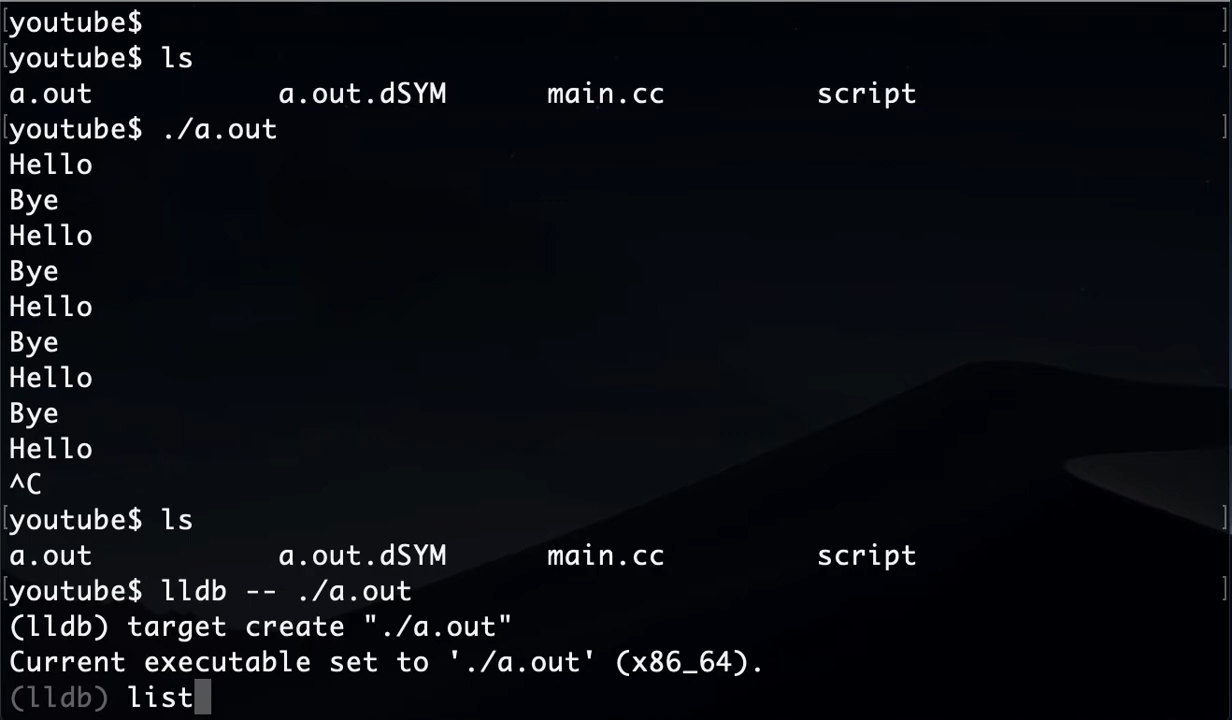 [youtube$ ]
[youtube$ ls ]
a.out a.out.dSYM main.cc script
[youtube$ ./a.out ]
Hello
Bye
Hello
Bye
Hello
Bye
Hello
Bye
Hello
^C
[youtube$ ls ]
a.out a.out.dSYM main.cc script
[youtube$ lldb -- ./a.out ]
(lldb) target create "./a.out"
Current executable set to './a.out' (x86_64).
(lldb) list